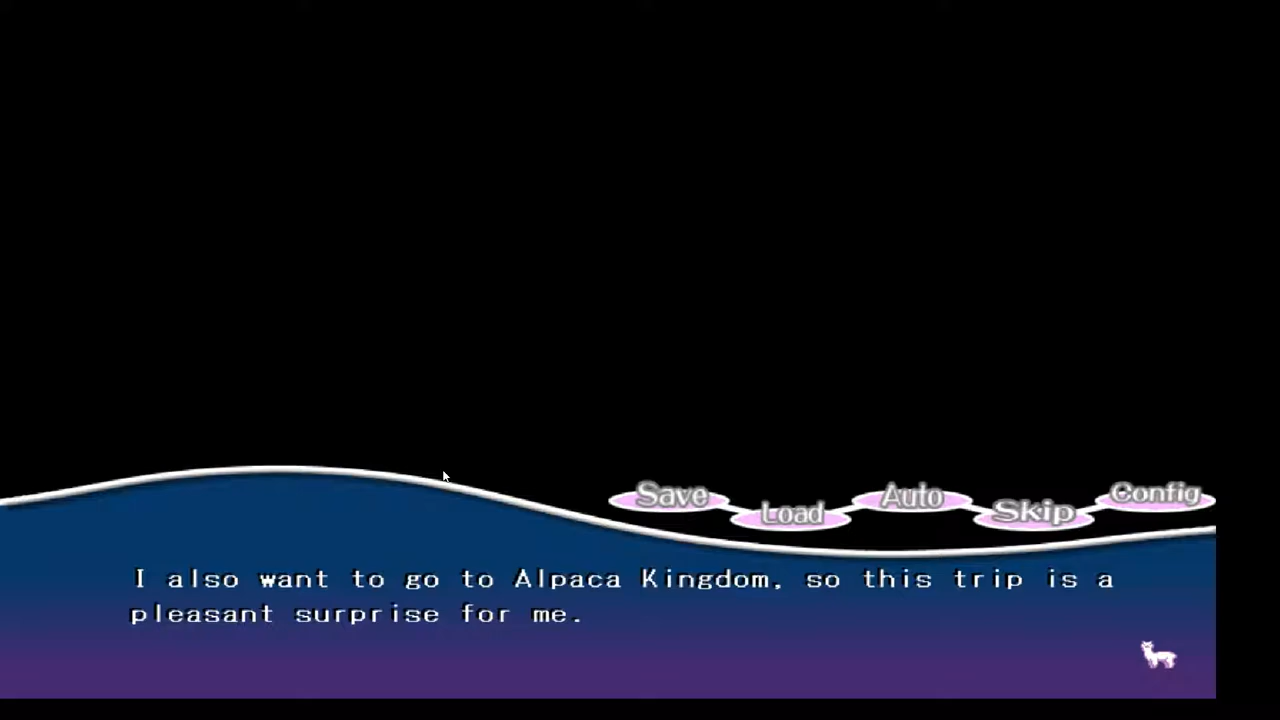 Save Load Auto Skip Config
I also want to go to Alpaca Kingdom, so this trip is a
pleasant surprise for me.